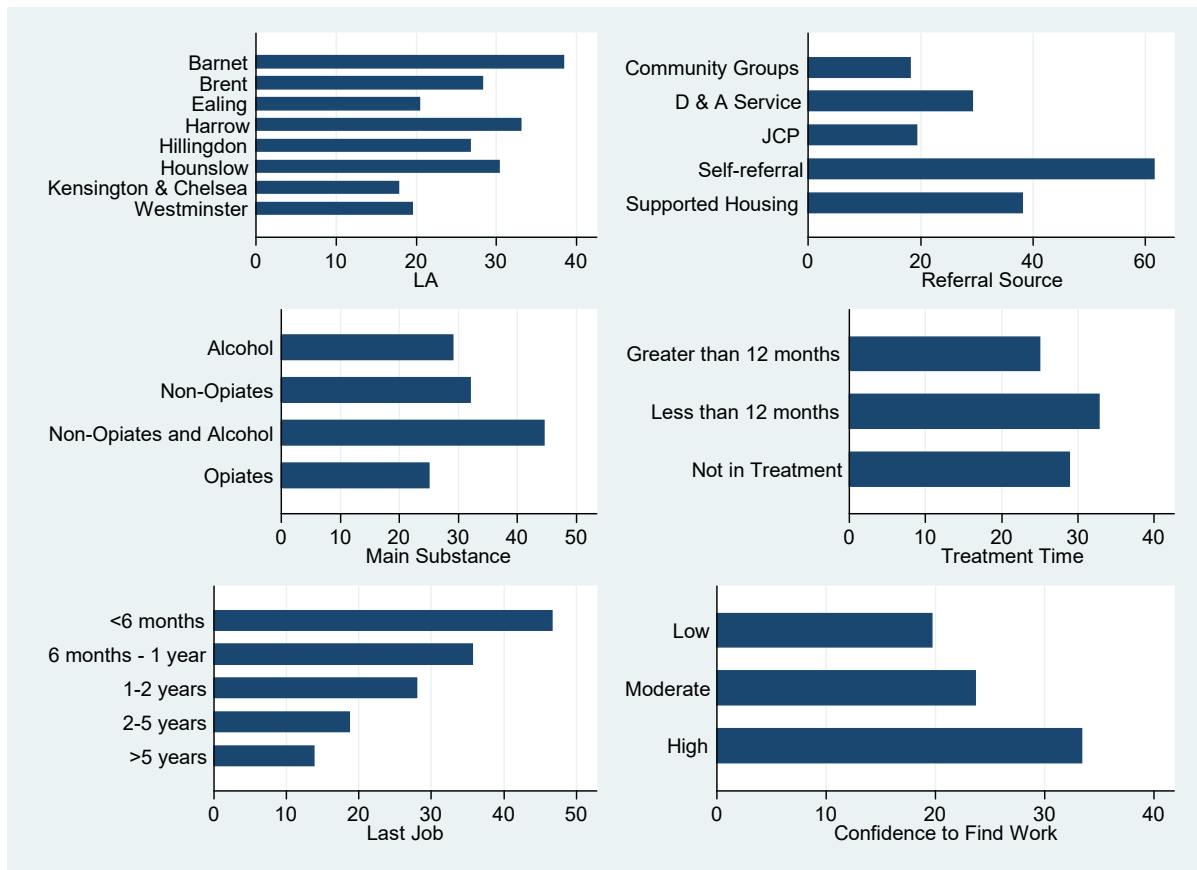 Barnet
Brent
Ealing
Harrow
Hillingdon
Hounslow
Kensington & Chelsea
Westminster
0 10 20 30 40
LA
Community Groups
D & A Service
JCP
Self-referral
Supported Housing
0 20 40 60
Referral Source
Alcohol
Non-Opiates
Non-Opiates and Alcohol
Opiates
0 10 20 30 40 50
Main Substance
Greater than 12 months
Less than 12 months
Not in Treatment
0 10 20 30 40
Treatment Time
<6 months
6 months - 1 year
1-2 years
2-5 years
>5 years
0 10 20 30 40 50
Last Job
Low
Moderate
High
0 10 20 30 40
Confidence to Find Work